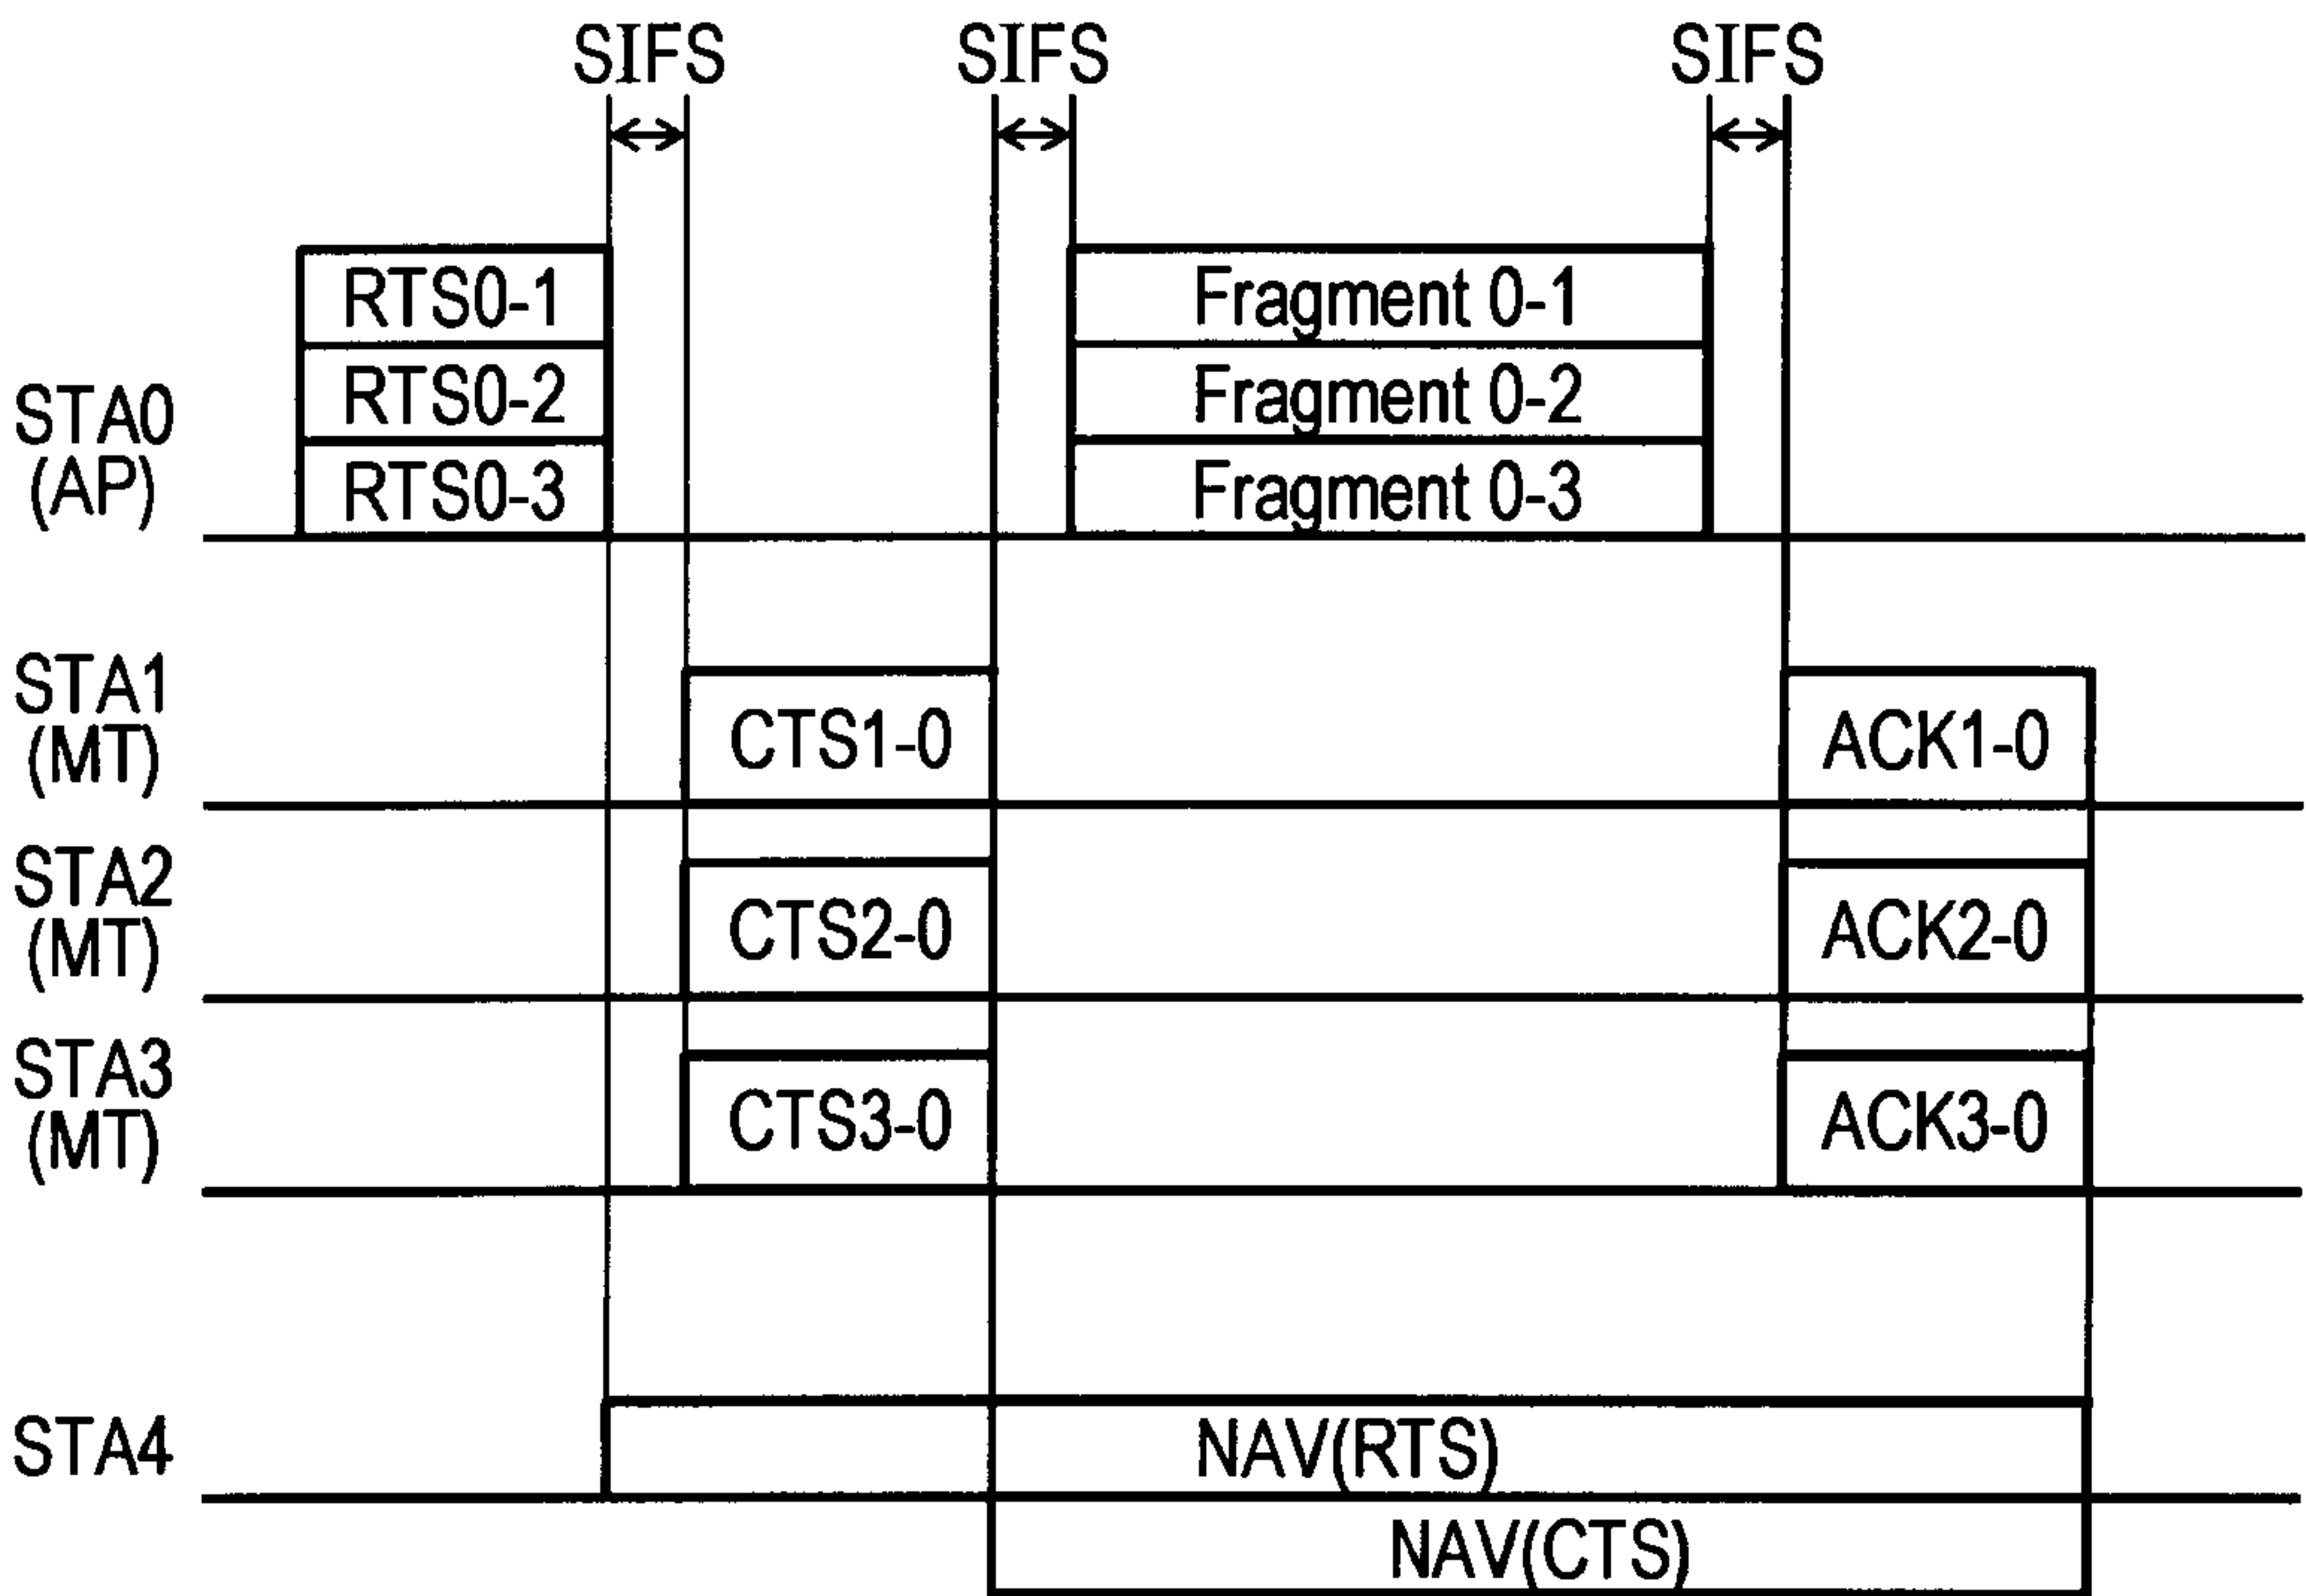 SIFS SIFS SIFS
RTS0-1 Fragment 0-1
RTS0-2 Fragment 0-2
RTS0-3 Fragment 0-3
STA0
(AP)
STA1
(MT)
CTS1-0 ACK1-0
STA2
(MT)
CTS2-0 ACK2-0
STA3
(MT)
CTS3-0 ACK3-0
STA4
NAV(RTS)
NAV(CTS)